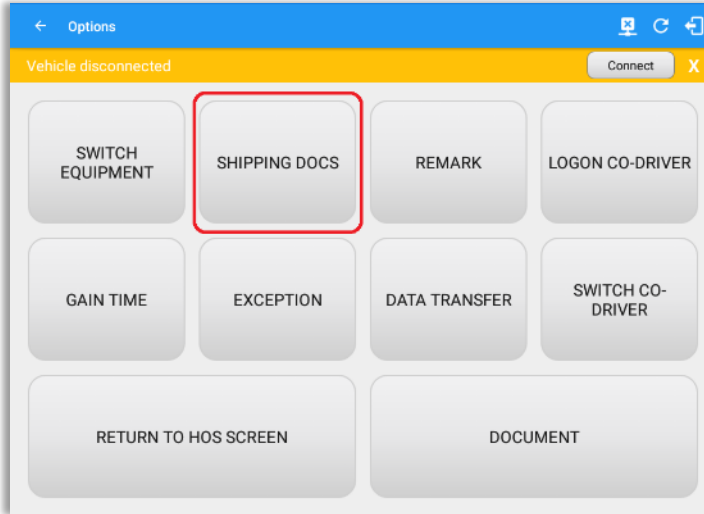 Options
Vehicle disconnected
Connect
X
SWITCH
EQUIPMENT
SHIPPING DOCS
REMARK
LOGON CO-DRIVER
GAIN TIME
EXCEPTION
DATA TRANSFER
SWITCH CO-
DRIVER
RETURN TO HOS SCREEN
DOCUMENT